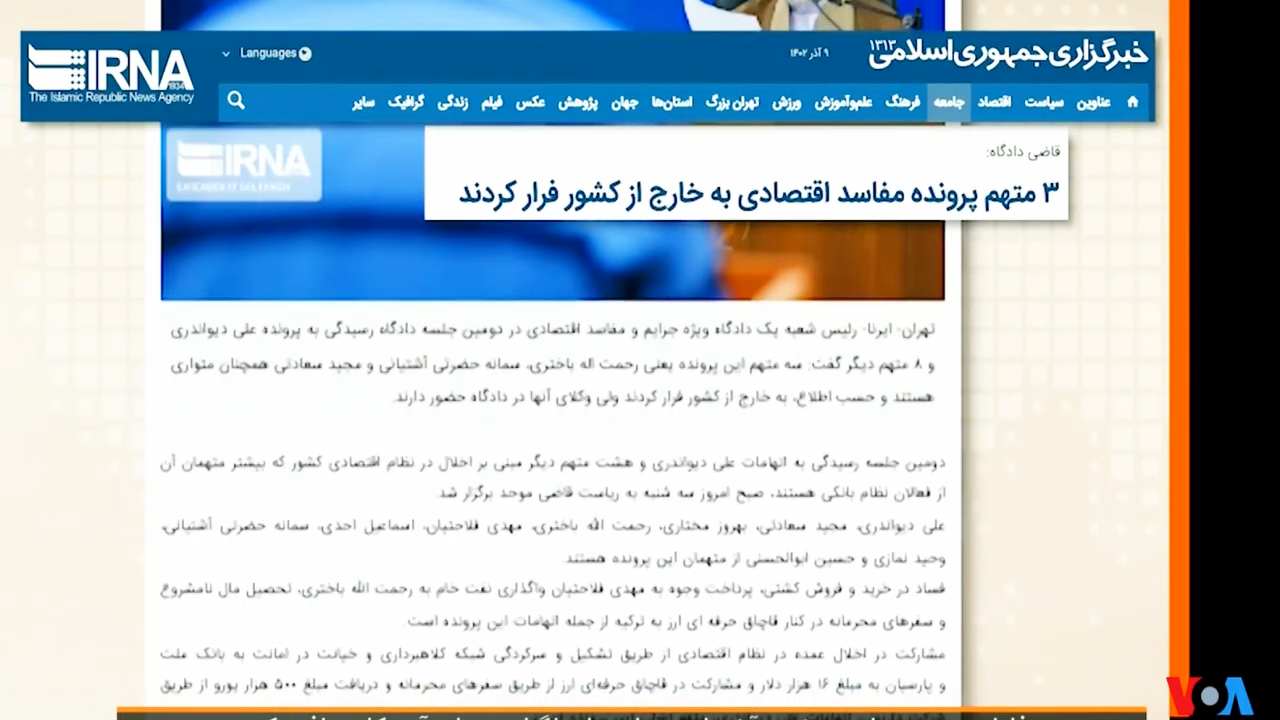 IRNA
1934
The Islamic Republic News Agency
Languages
۹ آذر ۱۴۰۲
خبرگزاری جمهوری اسلامی ۱۳۱۳
عناوین سیاست اقتصاد جامعه فرهنگ علم‌وآموزش ورزش تهران بزرگ استان‌ها جهان پژوهش عکس فیلم زندگی گرافیک سایر
IRNA
قاضی دادگاه:
۳ متهم پرونده مفاسد اقتصادی به خارج از کشور فرار کردند
تهران- ایرنا- رئیس شعبه یک دادگاه ویژه جرایم و مفاسد اقتصادی در دومین جلسه دادگاه رسیدگی به پرونده علی دیواندری
و ۸ متهم دیگر گفت: سه متهم این پرونده یعنی رحمت اله باختری، سمانه حضرتی آشتیانی و مجید سعادتی همچنان متواری
هستند و حسب اطلاع، به خارج از کشور فرار کردند ولی وکلای آنها در دادگاه حضور دارند.
دومین جلسه رسیدگی به اتهامات علی دیواندری و هشت متهم دیگر مبنی بر اخلال در نظام اقتصادی کشور که بیشتر متهمان آن
از فعالان نظام بانکی هستند، صبح امروز سه شنبه به ریاست قاضی موحد برگزار شد.
علی دیواندری، مجید سعادتی، بهروز مختاری، رحمت الله باختری، مهدی فلاحتیان، اسماعیل احدی، سمانه حضرتی آشتیانی،
وحید نمازی و حسین ابوالحسنی از متهمان این پرونده هستند.
فساد در خرید و فروش کشتی، پرداخت وجوه به مهدی فلاحتیان واگذاری نفت خام به رحمت الله باختری، تحصیل مال نامشروع
و سفرهای محرمانه در کنار قاچاق حرفه ای ارز به ترکیه از جمله اتهامات این پرونده است.
مشارکت در اخلال عمده در نظام اقتصادی از طریق تشکیل و سرکردگی شبکه کلاهبرداری و خیانت در امانت به بانک ملت
و پارسیان به مبلغ ۱۶ هزار دلار و مشارکت در قاچاق حرفه‌ای ارز از طریق سفرهای محرمانه و دریافت مبلغ ۵۰۰ هزار یورو از طریق
VOA